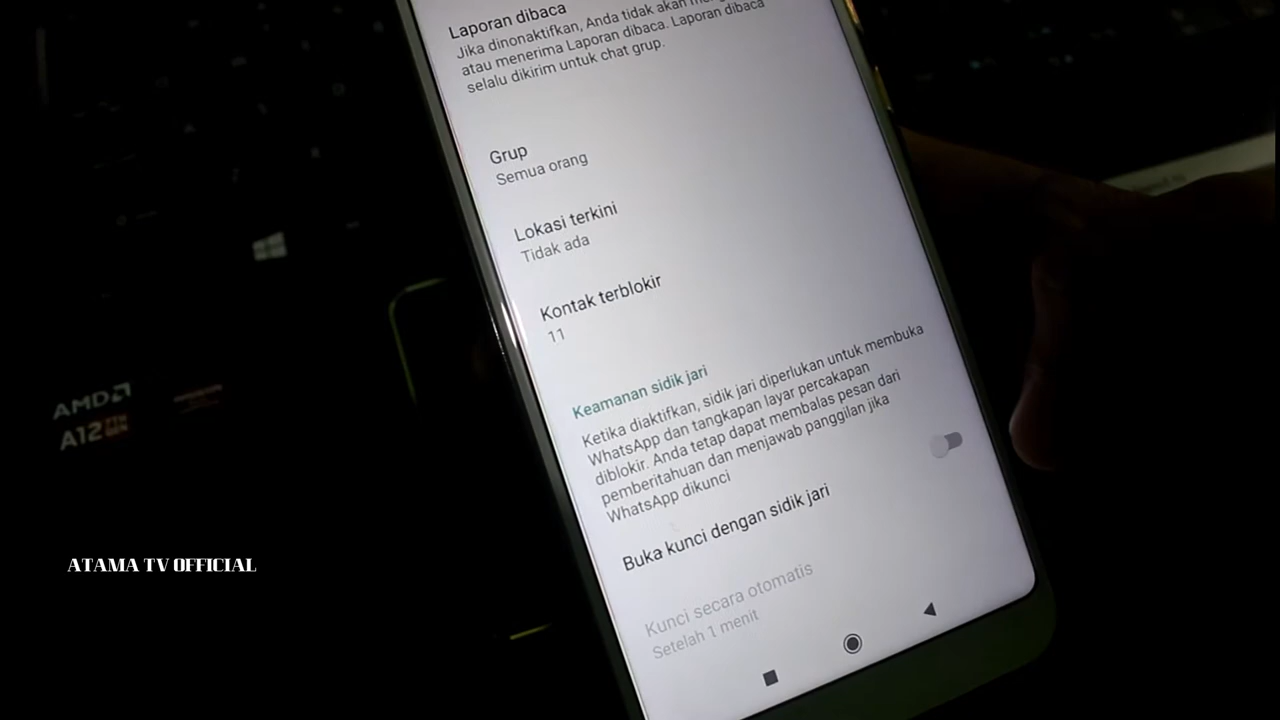 Laporan dibaca
Jika dinonaktifkan, Anda tidak akan
atau menerima Laporan dibaca. Laporan dibaca
selalu dikirim untuk chat grup.
Grup
Semua orang
Lokasi terkini
Tidak ada
Kontak terblokir
11
Keamanan sidik jari
Ketika diaktifkan, sidik jari diperlukan untuk membuka
WhatsApp dan tangkapan layar percakapan
diblokir. Anda tetap dapat membalas pesan dari
pemberitahuan dan menjawab panggilan jika
WhatsApp dikunci
Buka kunci dengan sidik jari
Kunci secara otomatis
Setelah 1 menit
AMD
A12 7TH GEN
ATAMA TV OFFICIAL